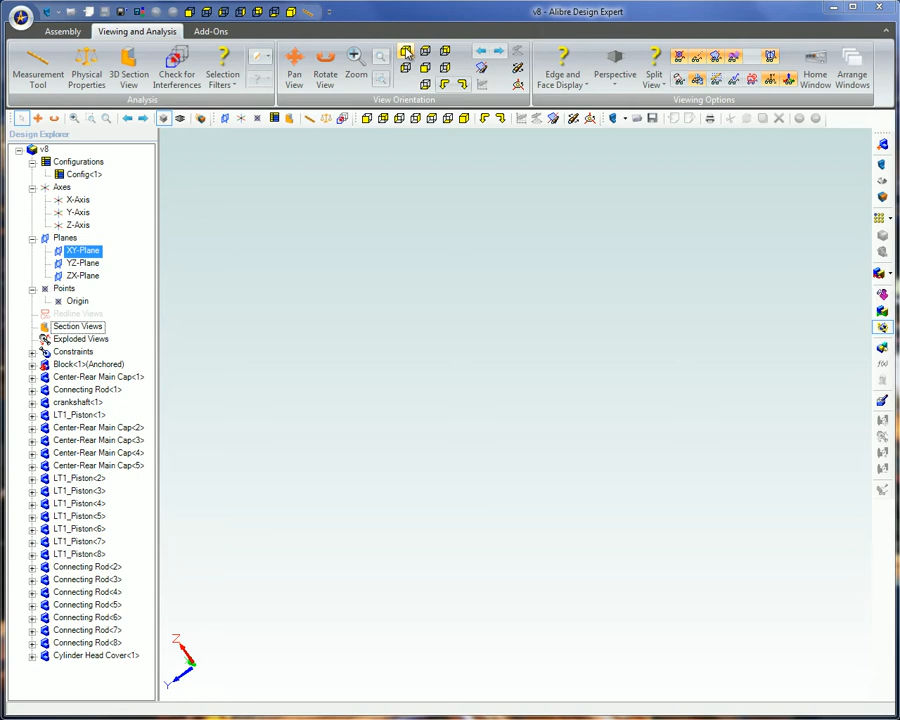 v8 - Alibre Design Expert
Assembly
Viewing and Analysis
Add-Ons
Measurement Tool
Physical Properties
3D Section View
Check for Interferences
Selection Filters
Analysis
Pan View
Rotate View
Zoom
View Orientation
Edge and Face Display
Perspective
Split View
Home Window
Arrange Windows
Viewing Options
Design Explorer
v8
Configurations
Config<1>
Axes
X-Axis
Y-Axis
Z-Axis
Planes
XY-Plane
YZ-Plane
ZX-Plane
Points
Origin
Redline Views
Section Views
Exploded Views
Constraints
Block<1>(Anchored)
Center-Rear Main Cap<1>
Connecting Rod<1>
crankshaft<1>
LT1_Piston<1>
Center-Rear Main Cap<2>
Center-Rear Main Cap<3>
Center-Rear Main Cap<4>
Center-Rear Main Cap<5>
LT1_Piston<2>
LT1_Piston<3>
LT1_Piston<4>
LT1_Piston<5>
LT1_Piston<6>
LT1_Piston<7>
LT1_Piston<8>
Connecting Rod<2>
Connecting Rod<3>
Connecting Rod<4>
Connecting Rod<5>
Connecting Rod<6>
Connecting Rod<7>
Connecting Rod<8>
Cylinder Head Cover<1>
f(x)
Z
Y